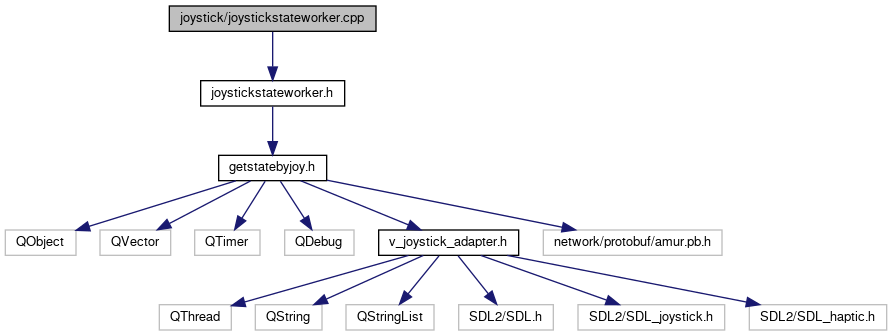 joystick/joystickstateworker.cpp
joystickstateworker.h
getstatebyjoy.h
QObject
QVector
QTimer
QDebug
v_joystick_adapter.h
network/protobuf/amur.pb.h
QThread
QString
QStringList
SDL2/SDL.h
SDL2/SDL_joystick.h
SDL2/SDL_haptic.h